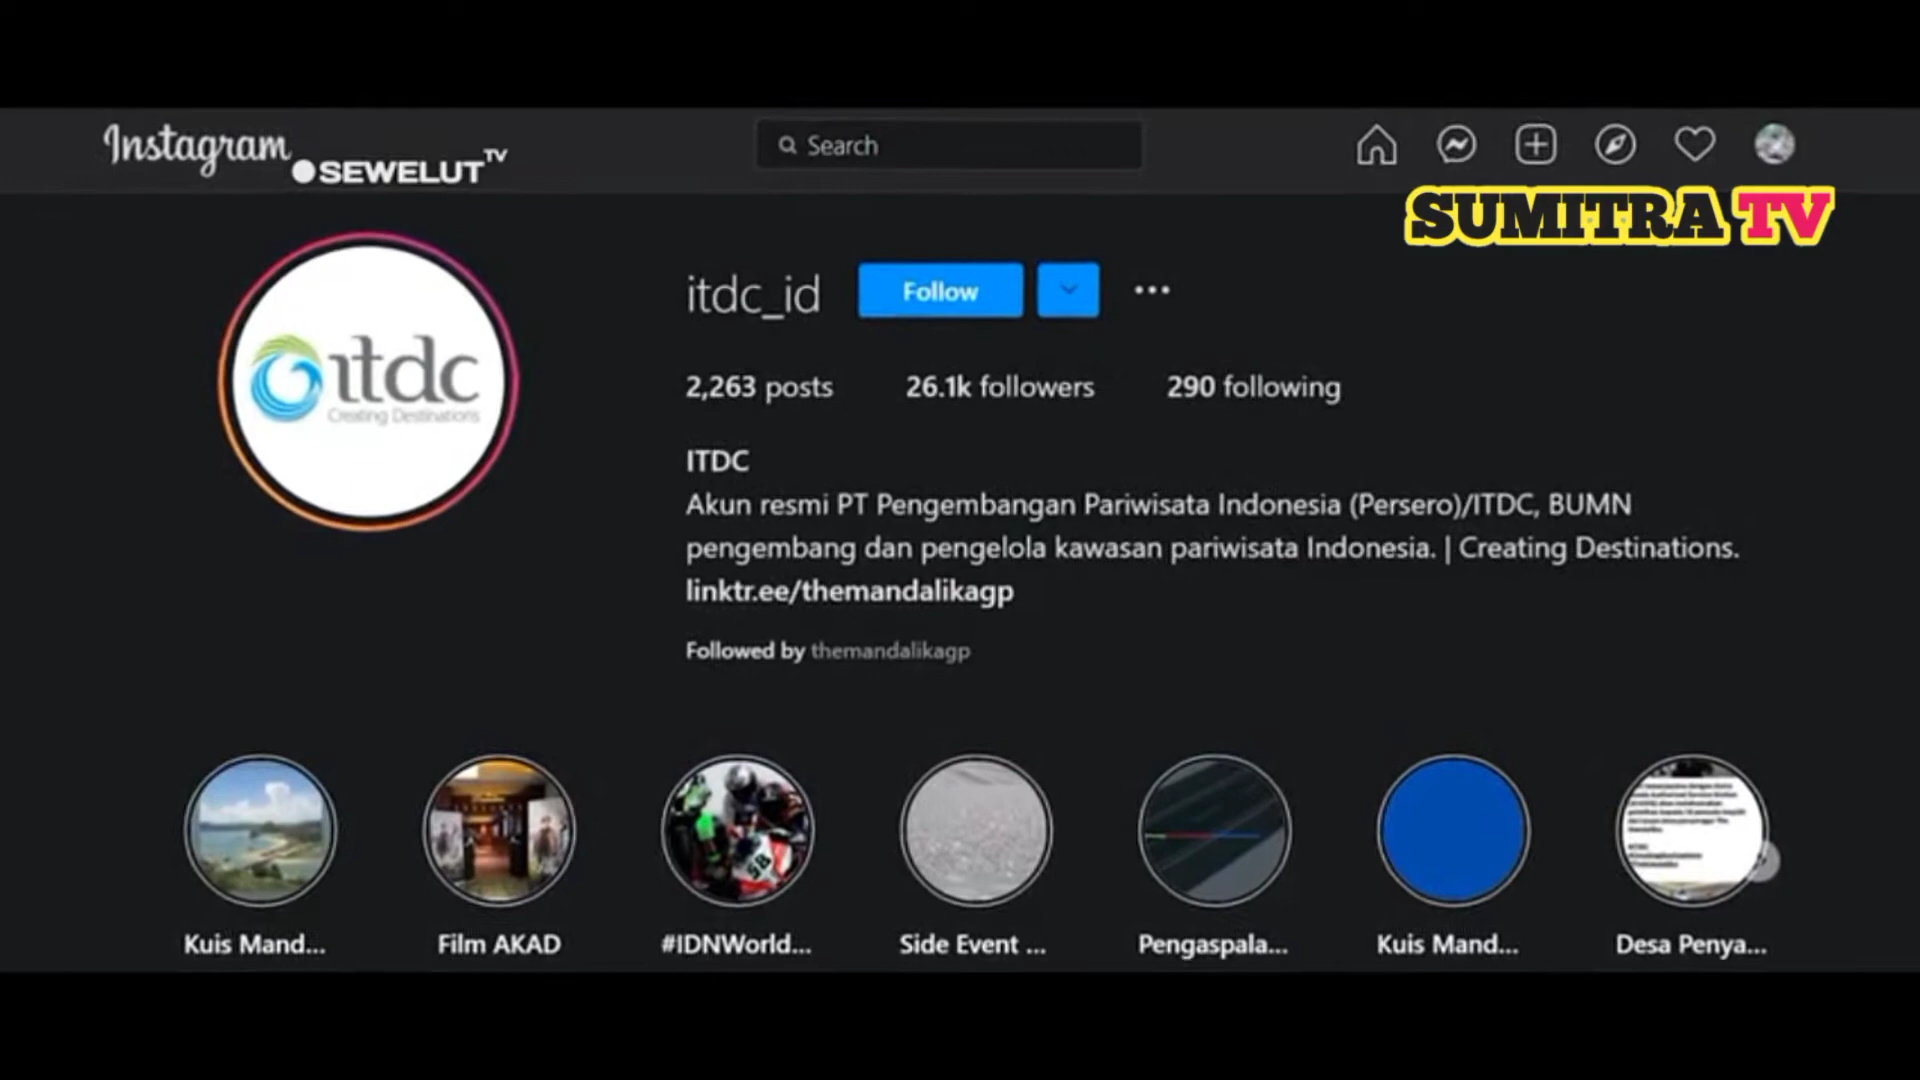 Instagram
SEWELUT TV
Search
SUMITRA TV
itdc
Creating Destinations
itdc_id
Follow
2,263 posts
26.1k followers
290 following
ITDC
Akun resmi PT Pengembangan Pariwisata Indonesia (Persero)/ITDC, BUMN
pengembang dan pengelola kawasan pariwisata Indonesia. | Creating Destinations.
linktr.ee/themandalikagp
Followed by themandalikagp
58
Kuis Mand...
Film AKAD
#IDNWorld...
Side Event ...
Pengaspala...
Kuis Mand...
Desa Penya...